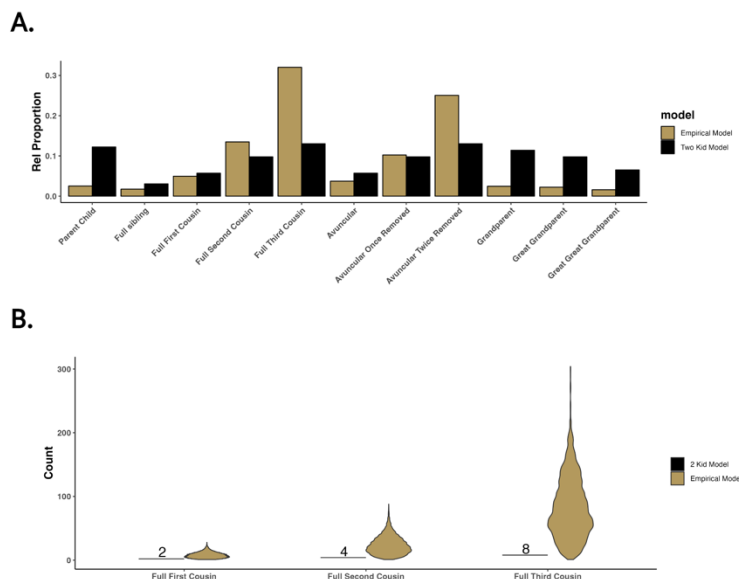 A.
Rel Proportion
0.3
0.2
0.1
0.0
Parent Child
Full sibling
Full First Cousin
Full Second Cousin
Full Third Cousin
Avuncular
Avuncular Once Removed
Avuncular Twice Removed
Grandparent
Great Grandparent
Great Great Grandparent
model
Empirical Model
Two Kid Model
B.
Count
300
200
100
0
2
4
8
Full First Cousin
Full Second Cousin
Full Third Cousin
2 Kid Model
Empirical Mode